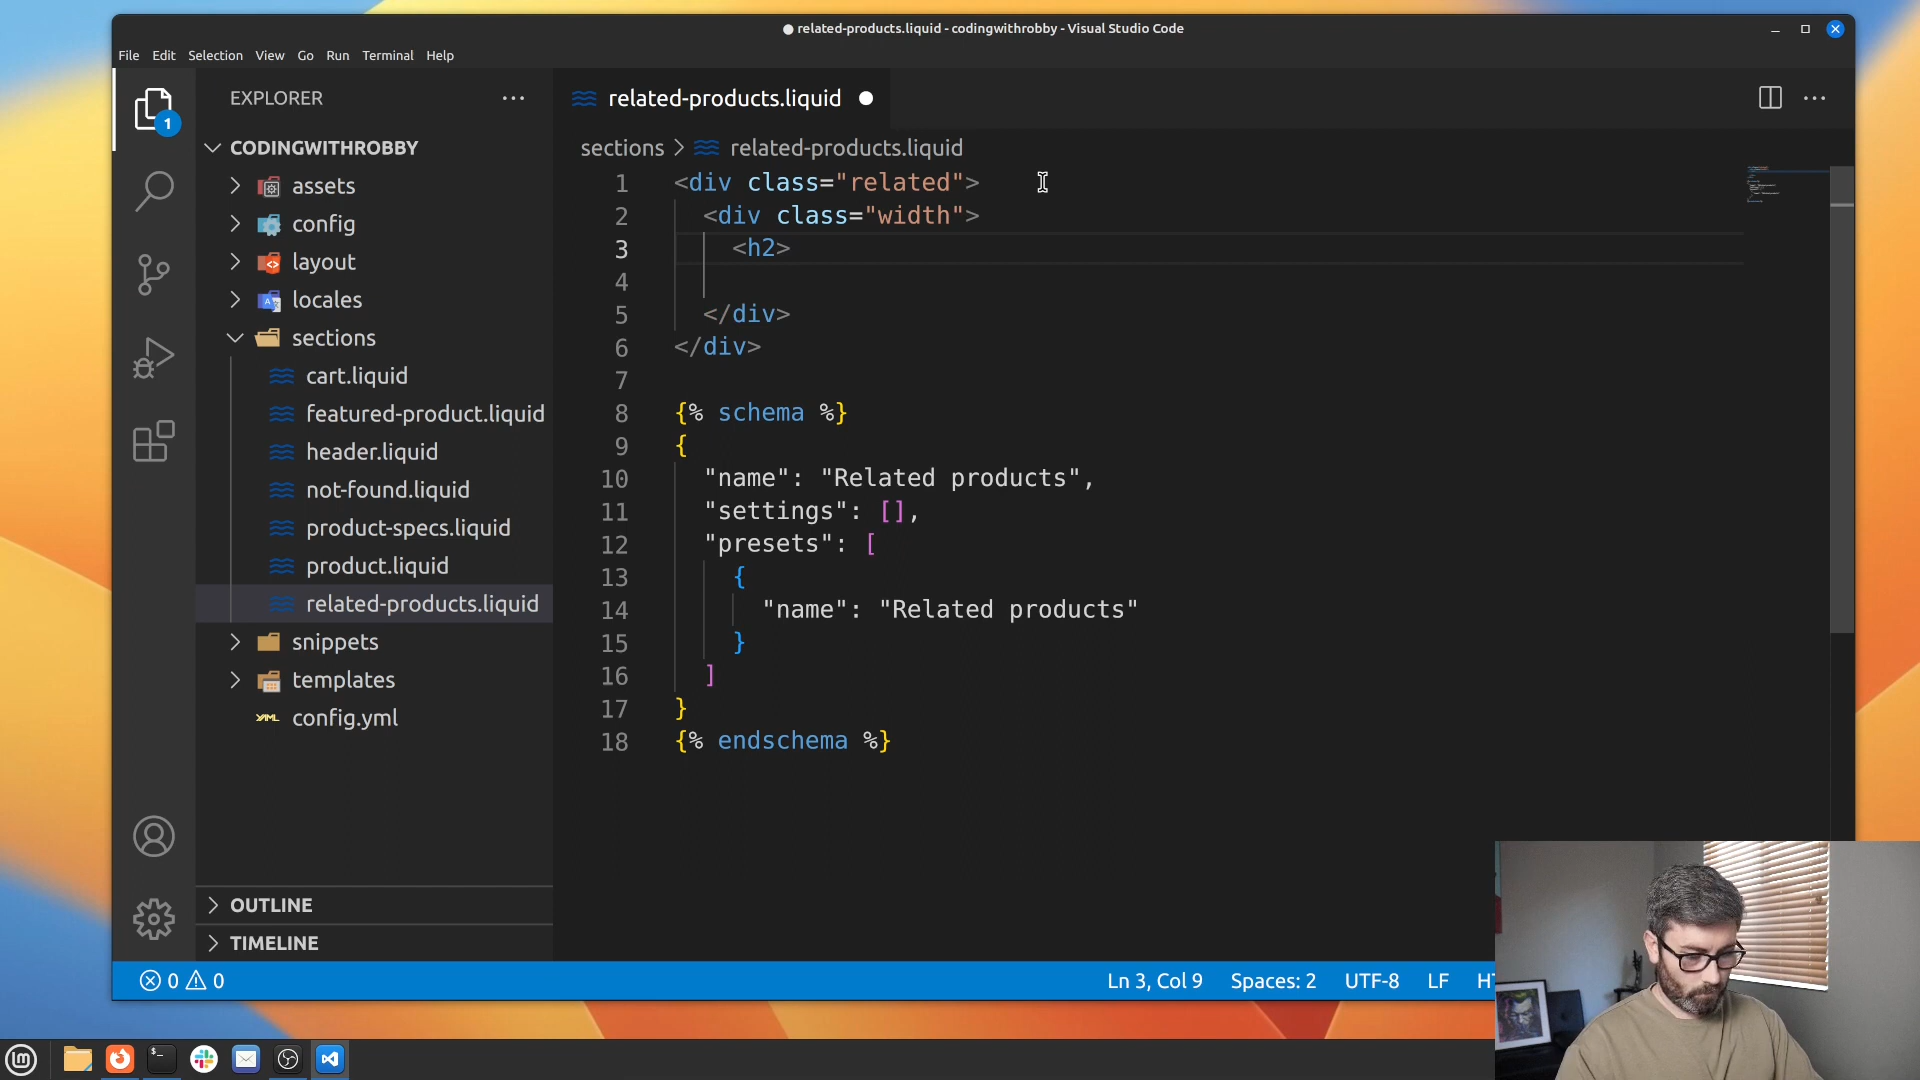 related-products.liquid - codingwithrobby - Visual Studio Code
File Edit Selection View Go Run Terminal Help
1
EXPLORER
CODINGWITHROBBY
assets
config
layout
locales
sections
cart.liquid
featured-product.liquid
header.liquid
not-found.liquid
product-specs.liquid
product.liquid
related-products.liquid
snippets
templates
config.yml
OUTLINE
TIMELINE
related-products.liquid
sections > related-products.liquid
1 <div class="related">
2 <div class="width">
3 <h2>
4
5 </div>
6 </div>
7
8 {% schema %}
9 {
10 "name": "Related products",
11 "settings": [],
12 "presets": [
13 {
14 "name": "Related products"
15 }
16 ]
17 }
18 {% endschema %}
0 0 Ln 3, Col 9 Spaces: 2 UTF-8 LF